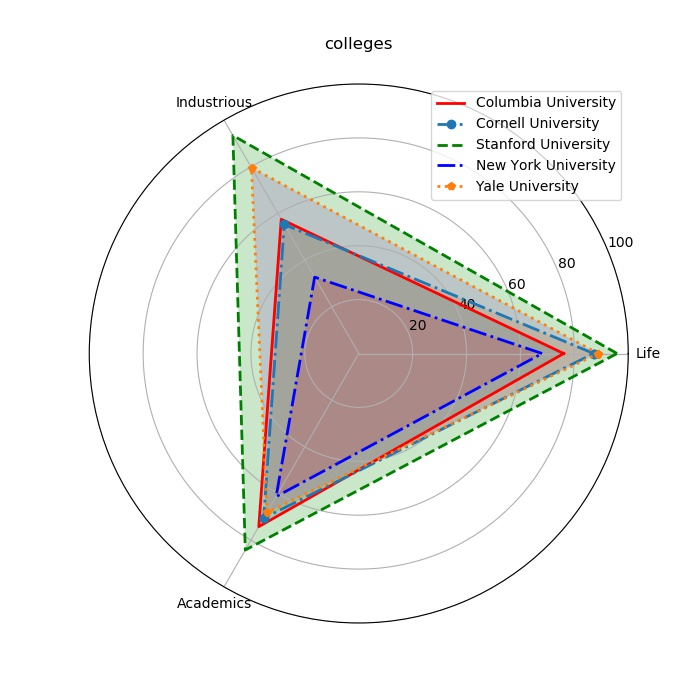 colleges
Industrious
Columbia University
Cornell University
Stanford University
New York University
Yale University
100
80
60
40
20
Life
Academics